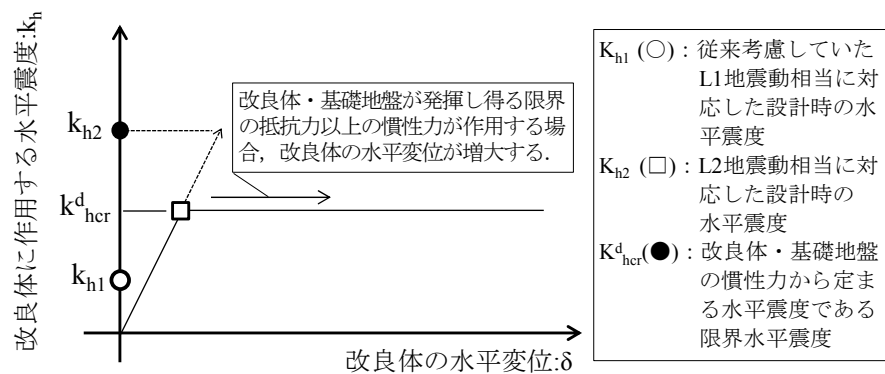 改良体に作用する水平震度:kh
kh2
kdhcr
kh1
改良体・基礎地盤が発揮し得る限界
の抵抗力以上の慣性力が作用する場
合，改良体の水平変位が増大する．
改良体の水平変位:δ
Kh1 (○)：従来考慮していた
L1地震動相当に対
応した設計時の水
平震度
Kh2 (□)：L2地震動相当に対
応した設計時の
水平震度
Kdhcr(●)：改良体・基礎地盤
の慣性力から定ま
る水平震度である
限界水平震度